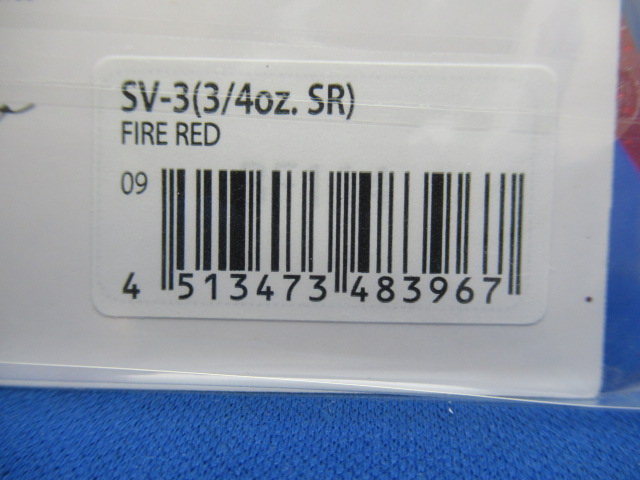 SV-3(3/4oz. SR)
FIRE RED
09
4 513473 483967